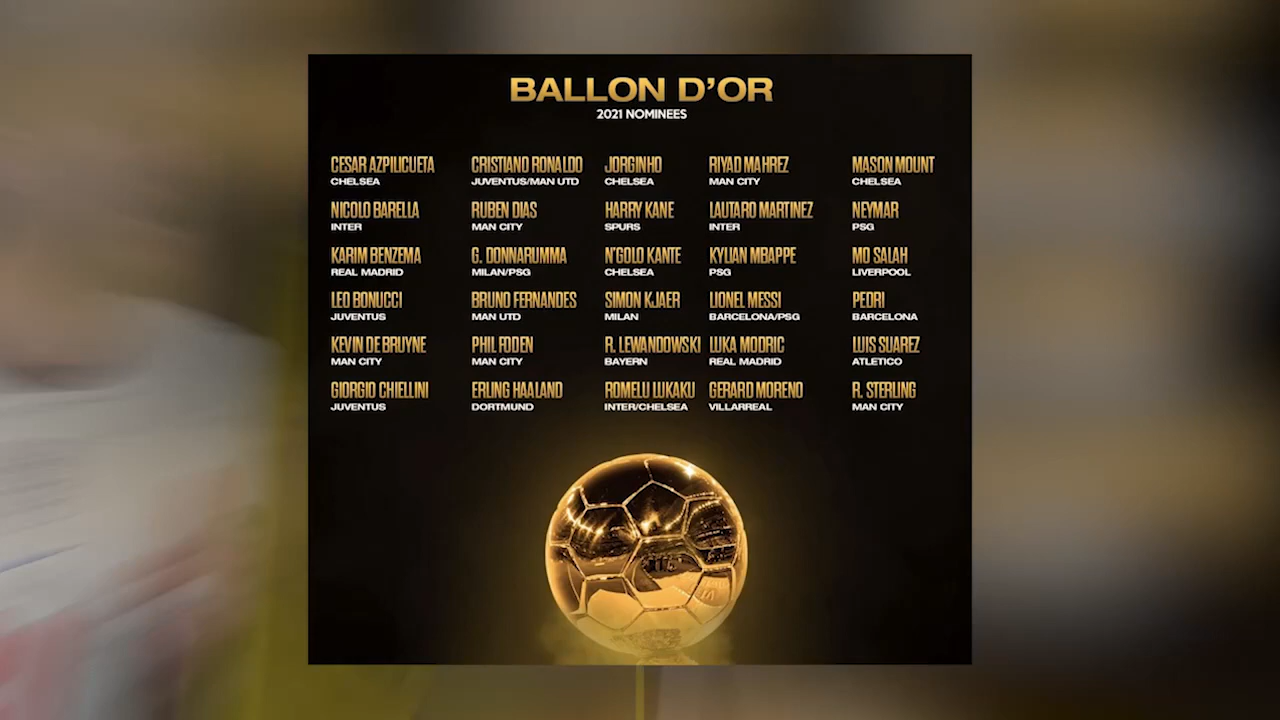 BALLON D'OR
2021 NOMINEES
CESAR AZPILICUETA
CHELSEA
NICOLO BARELLA
INTER
KARIM BENZEMA
REAL MADRID
LEO BONUCCI
JUVENTUS
KEVIN DE BRUYNE
MAN CITY
GIORGIO CHIELLINI
JUVENTUS
CRISTIANO RONALDO
JUVENTUS/MAN UTD
RUBEN DIAS
MAN CITY
G. DONNARUMMA
MILAN/PSG
BRUNO FERNANDES
MAN UTD
PHIL FODEN
MAN CITY
ERLING HAALAND
DORTMUND
JORGINHO
CHELSEA
HARRY KANE
SPURS
N'GOLO KANTE
CHELSEA
SIMON KJAER
MILAN
R. LEWANDOWSKI
BAYERN
ROMELU LUKAKU
INTER/CHELSEA
RIYAD MAHREZ
MAN CITY
LAUTARO MARTINEZ
INTER
KYLIAN MBAPPE
PSG
LIONEL MESSI
BARCELONA/PSG
LUKA MODRIC
REAL MADRID
GERARD MORENO
VILLARREAL
MASON MOUNT
CHELSEA
NEYMAR
PSG
MO SALAH
LIVERPOOL
PEDRI
BARCELONA
LUIS SUAREZ
ATLETICO
R. STERLING
MAN CITY